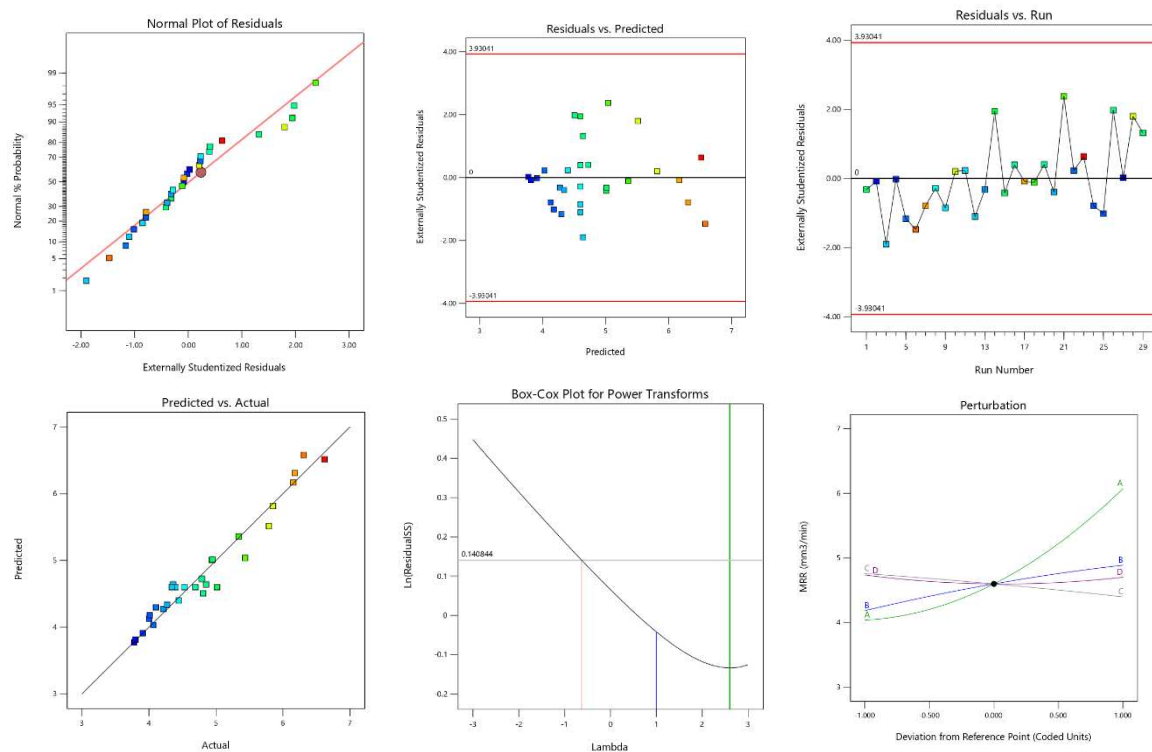 Normal Plot of Residuals
Normal % Probability
99
95
90
80
70
50
30
20
10
5
1
-2.00 -1.00 0.00 1.00 2.00 3.00
Externally Studentized Residuals
Residuals vs. Predicted
Externally Studentized Residuals
4.00
2.00
0.00
-2.00
-4.00
3.93041
0
-3.93041
3 4 5 6 7
Predicted
Residuals vs. Run
Externally Studentized Residuals
4.00
2.00
0.00
-2.00
-4.00
3.93041
0
-3.93041
1 5 9 13 17 21 25 29
Run Number
Predicted vs. Actual
Predicted
7
6
5
4
3
3 4 5 6 7
Actual
Box-Cox Plot for Power Transforms
Ln(ResidualSS)
0.5
0.4
0.3
0.2
0.1
0
-0.1
-0.2
0.140844
-3 -2 -1 0 1 2 3
Lambda
Perturbation
MRR (mm3/min)
7
6
5
4
3
A
B
C D
D
B
C
A
-1.000 -0.500 0.000 0.500 1.000
Deviation from Reference Point (Coded Units)